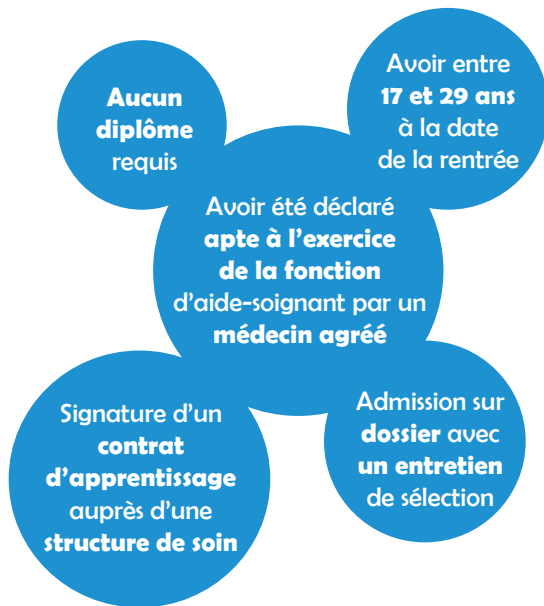 Aucun
diplôme
requis
Avoir entre
17 et 29 ans
à la date
de la rentrée
Avoir été déclaré
apte à l'exercice
de la fonction
d'aide-soignant par un
médecin agréé
Signature d'un
contrat
d'apprentissage
auprès d'une
structure de soin
Admission sur
dossier avec
un entretien
de sélection